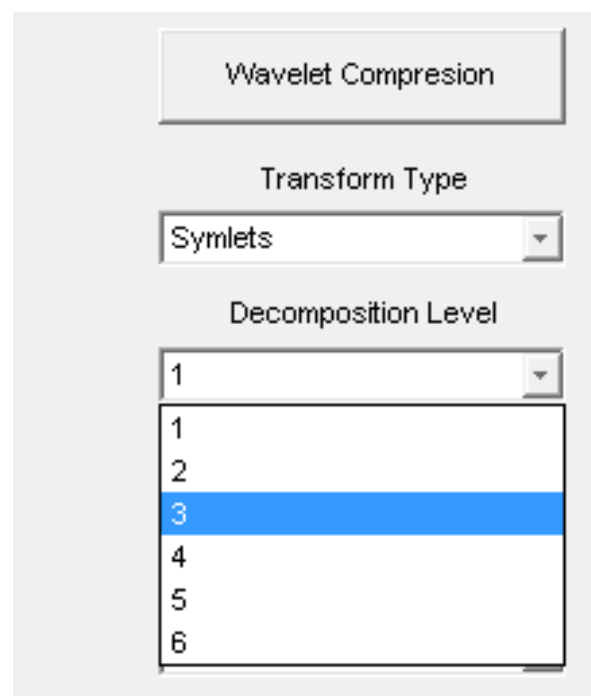 Wavelet Compresion
Transform Type
Symlets
Decomposition Level
1
1
2
3
4
5
6